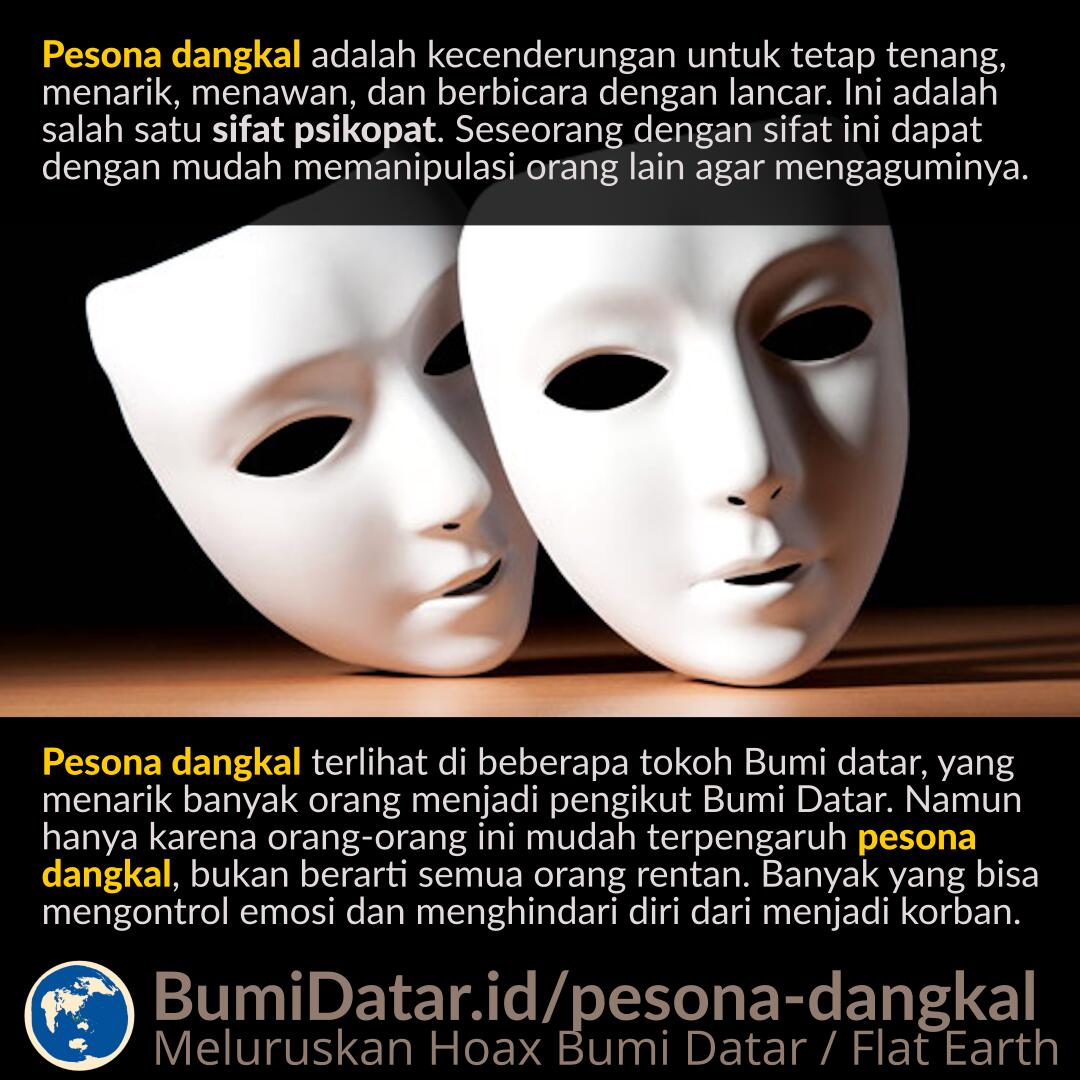 Pesona dangkal adalah kecenderungan untuk tetap tenang,
menarik, menawan, dan berbicara dengan lancar. Ini adalah
salah satu sifat psikopat. Seseorang dengan sifat ini dapat
dengan mudah memanipulasi orang lain agar mengaguminya.
Pesona dangkal terlihat di beberapa tokoh Bumi datar, yang
menarik banyak orang menjadi pengikut Bumi Datar. Namun
hanya karena orang-orang ini mudah terpengaruh pesona
dangkal, bukan berarti semua orang rentan. Banyak yang bisa
mengontrol emosi dan menghindari diri dari menjadi korban.
BumiDatar.id/pesona-dangkal
Meluruskan Hoax Bumi Datar / Flat Earth